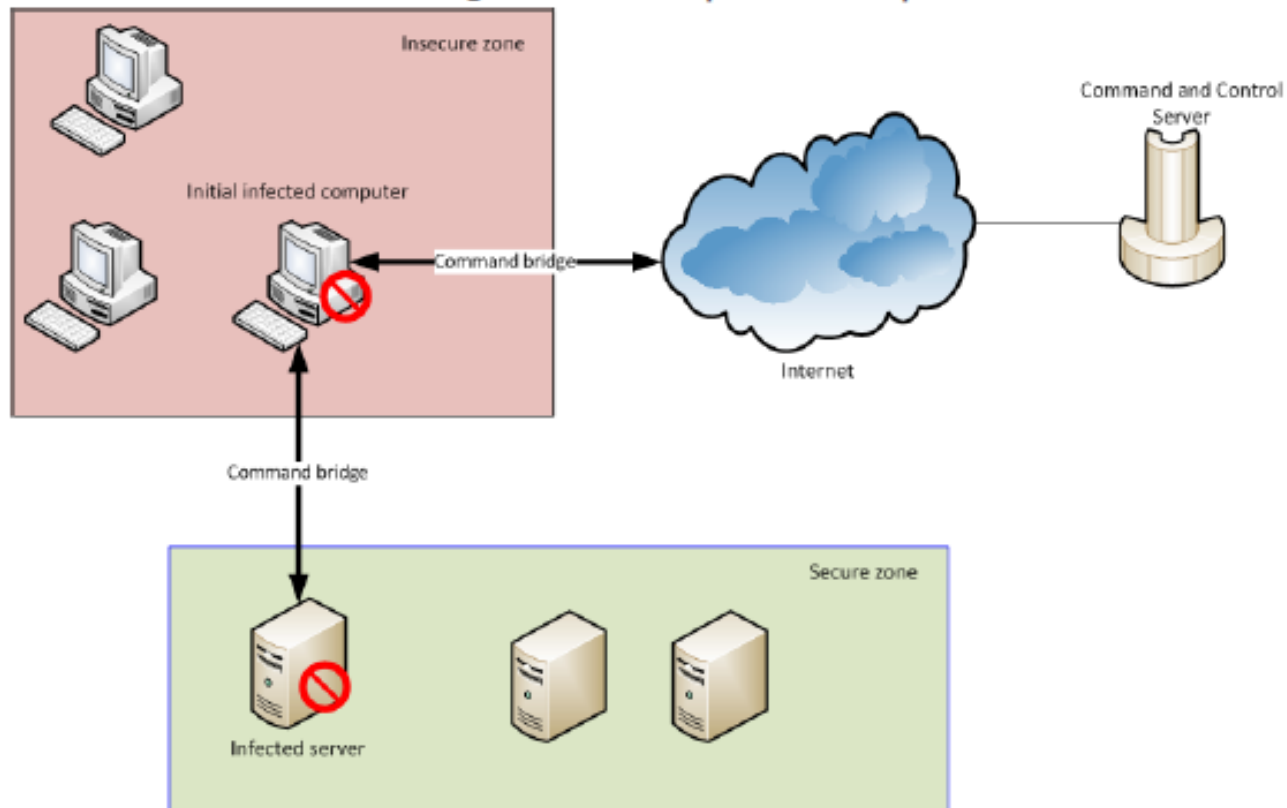 Insecure zone
Command and Control
Server
Initial infected computer
Command bridge
Internet
Command bridge
Secure zone
Infected server